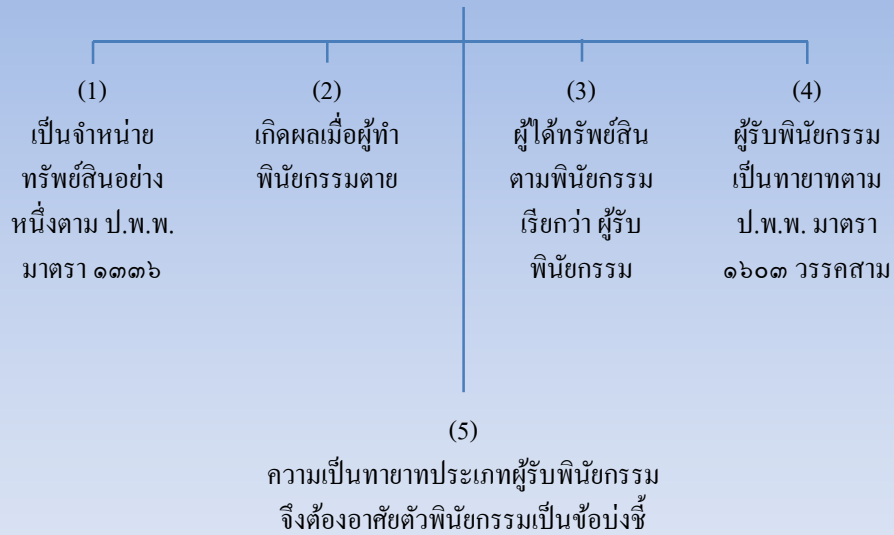 (1)
เป็นจำหน่าย
ทรัพย์สินอย่าง
หนึ่งตาม ป.พ.พ.
มาตรา ๑๓๓๖
(2)
เกิดผลเมื่อผู้ทำ
พินัยกรรมตาย
(3)
ผู้ได้ทรัพย์สิน
ตามพินัยกรรม
เรียกว่า ผู้รับ
พินัยกรรม
(4)
ผู้รับพินัยกรรม
เป็นทายาทตาม
ป.พ.พ. มาตรา
๑๖๐๓ วรรคสาม
(5)
ความเป็นทายาทประเภทผู้รับพินัยกรรม
จึงต้องอาศัยตัวพินัยกรรมเป็นข้อบ่งชี้